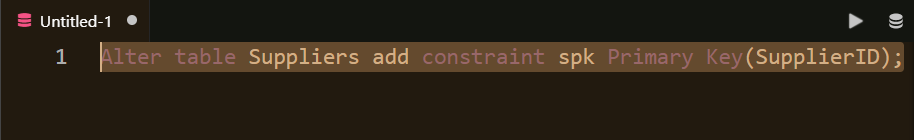 Untitled-1
1 Alter table Suppliers add constraint spk Primary Key(SupplierID);